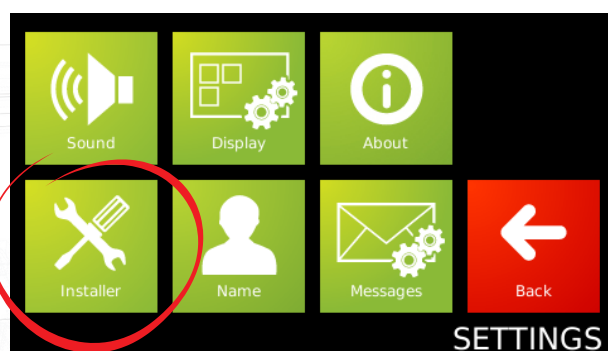 Sound
Display
About
Installer
Name
Messages
Back
SETTINGS